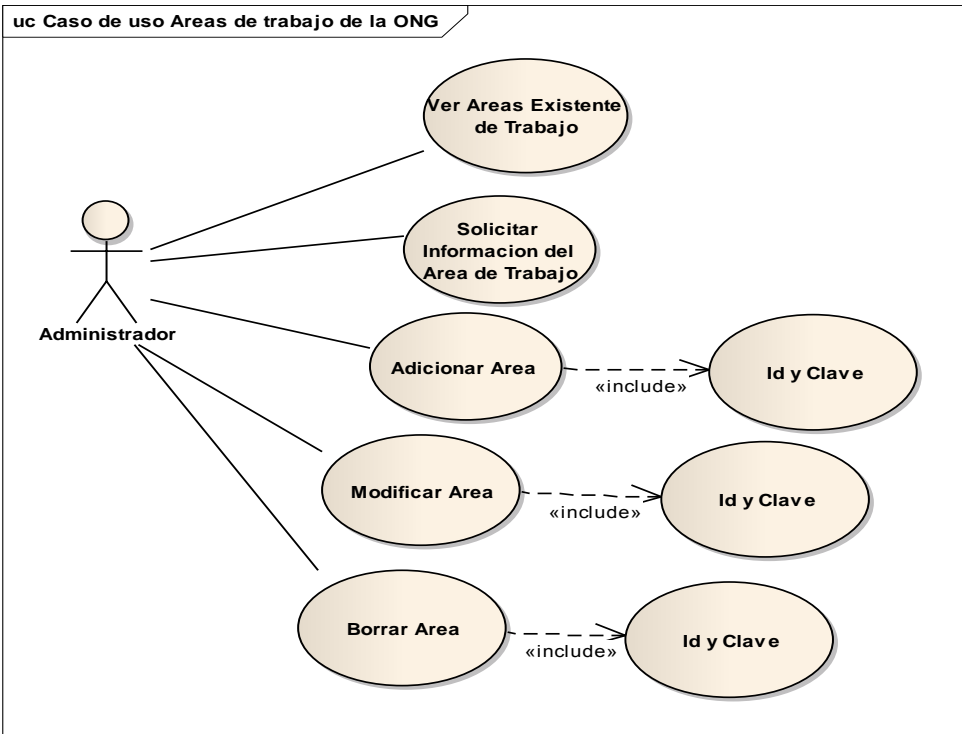 uc Caso de uso Areas de trabajo de la ONG
Ver Areas Existente
de Trabajo
Solicitar
Informacion del
Area de Trabajo
Administrador
Adicionar Area
«include»
Id y Clave
Modificar Area
«include»
Id y Clave
Borrar Area
«include»
Id y Clave